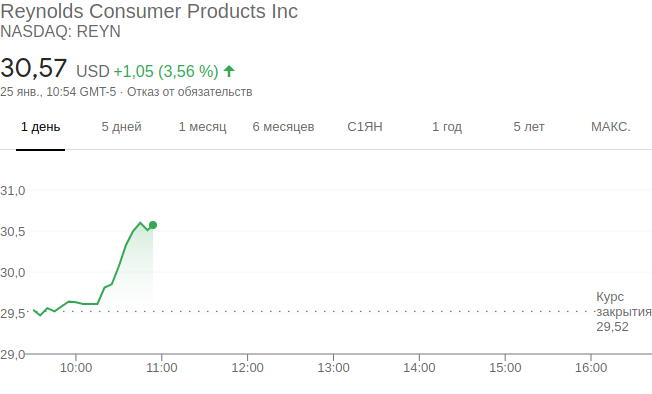 Reynolds Consumer Products Inc
NASDAQ: REYN
30,57 USD +1,05 (3,56 %)
25 янв., 10:54 GMT-5 · Отказ от обязательств
1 день 5 дней 1 месяц 6 месяцев С1ЯН 1 год 5 лет МАКС.
31,0
30,5
30,0
Курс
29,5 закрытия
29,52
29,0
10:00 11:00 12:00 13:00 14:00 15:00 16:00